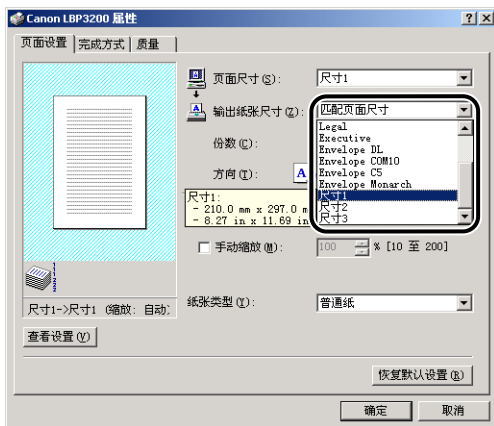 Canon LBP3200 属性
页面设置 完成方式 质量
页面尺寸(S): 尺寸1
输出纸张尺寸(Z): 匹配页面尺寸
Legal
Executive
Envelope DL
Envelope COM10
Envelope C5
Envelope Monarch
尺寸1
尺寸2
尺寸3
份数(C):
方向(T): A
尺寸1:
- 210.0 mm x 297.0 m
- 8.27 in x 11.69 in
手动缩放(M): 100 % [10 至 200]
1
2
3
尺寸1->尺寸1 (缩放: 自动;
纸张类型(Y): 普通纸
查看设置(V)
恢复默认设置(R)
确定 取消